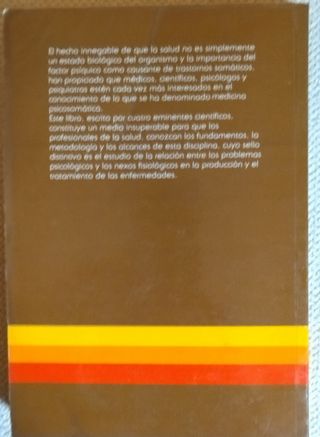 El hecho innegable de que la salud no es simplemente
un estado biológico del organismo y la importancia del
factor psíquico como causante de trastornos somáticos,
han propiciado que médicos, científicos, psicólogos y
psiquiatras estén cada vez más interesados en el
conocimiento de lo que se ha denominado medicina
psicosomática.
Este libro, escrito por cuatro eminentes científicos,
constituye un medio insuperable para que los
profesionales de la salud, conozcan los fundamentos, la
metodología y los alcances de esta disciplina, cuyo sello
distintivo es el estudio de la relación entre los problemas
psicológicos y los nexos fisiológicos en la producción y el
tratamiento de las enfermedades.